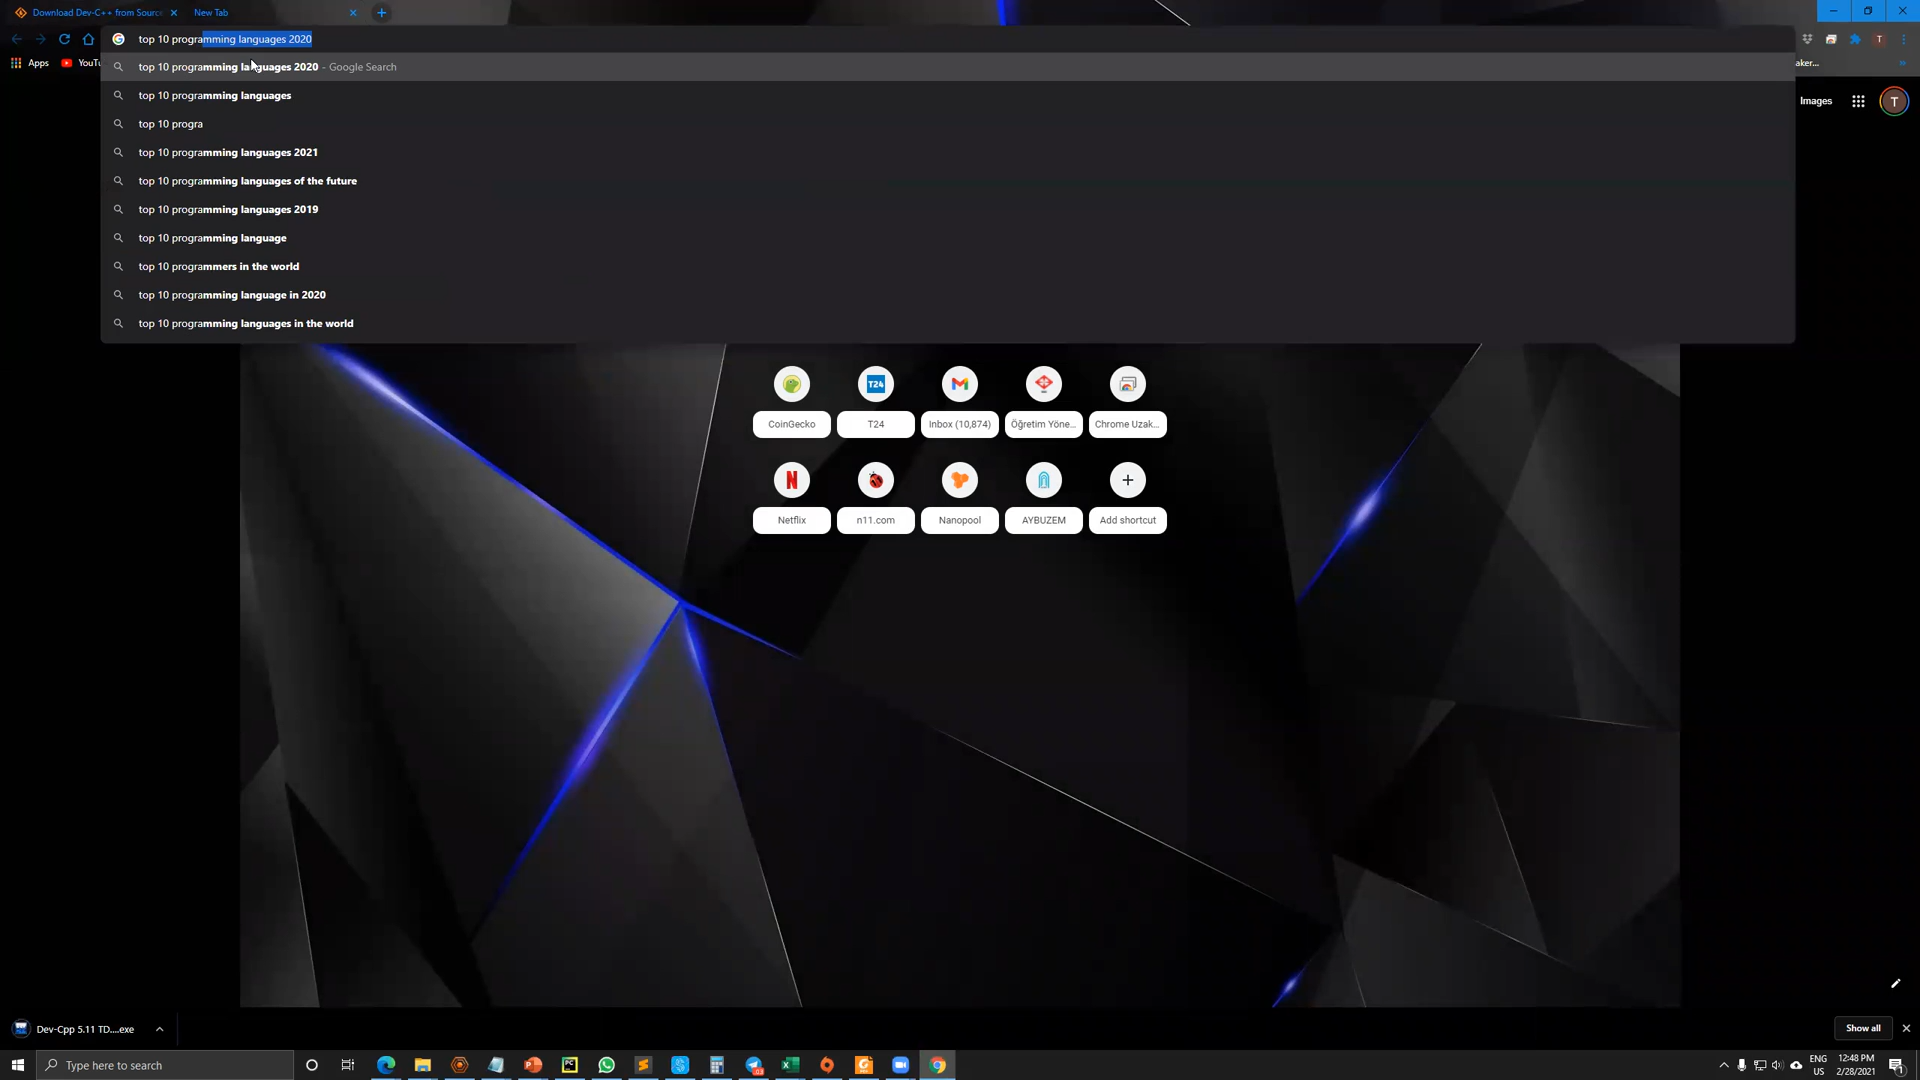 Download Dev-C++ from Source
New Tab
top 10 programming languages 2020
Apps
YouTu
aker...
top 10 programming languages 2020 - Google Search
top 10 programming languages
top 10 progra
top 10 programming languages 2021
top 10 programming languages of the future
top 10 programming languages 2019
top 10 programming language
top 10 programmers in the world
top 10 programming language in 2020
top 10 programming languages in the world
Images
T
T24
CoinGecko
T24
Inbox (10,874)
Öğretim Yöne...
Chrome Uzak...
N
Netflix
n11.com
Nanopool
AYBUZEM
Add shortcut
Dev-Cpp 5.11 TD....exe
Show all
Type here to search
ENG
US
12:48 PM
2/28/2021